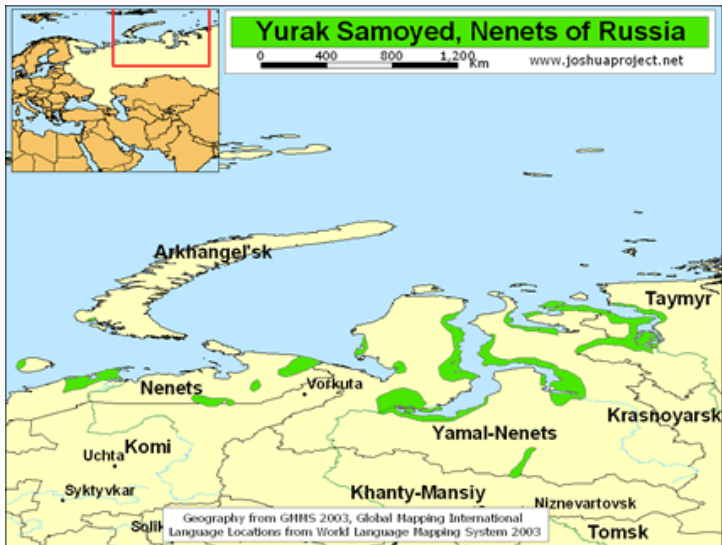 Yurak Samoyed, Nenets of Russia
0 400 800 1,200 Km
www.joshuaproject.net
Arkhangel'sk
Taymyr
Nenets
Vorkuta
Krasnoyarsk
Yamal-Nenets
Komi
Uchta
Syktyvkar
Khanty-Mansiy
Niznevartovsk
Solik
Tomsk
Geography from GMMS 2003, Global Mapping International
Language Locations from World Language Mapping System 2003